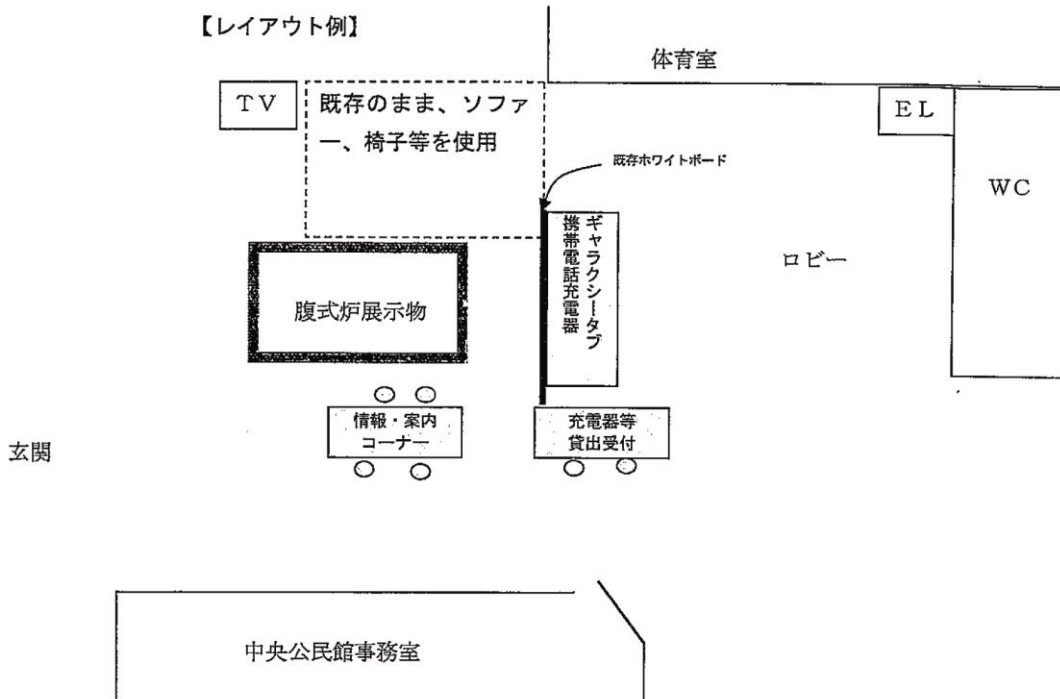 【レイアウト例】
体育室
TV
既存のまま、ソファ
ー、椅子等を使用
EL
既存ホワイトボード
WC
ギャラクシータブ
携帯電話充電器
ロビー
腹式炉展示物
情報・案内
コーナー
充電器等
貸出受付
玄関
中央公民館事務室